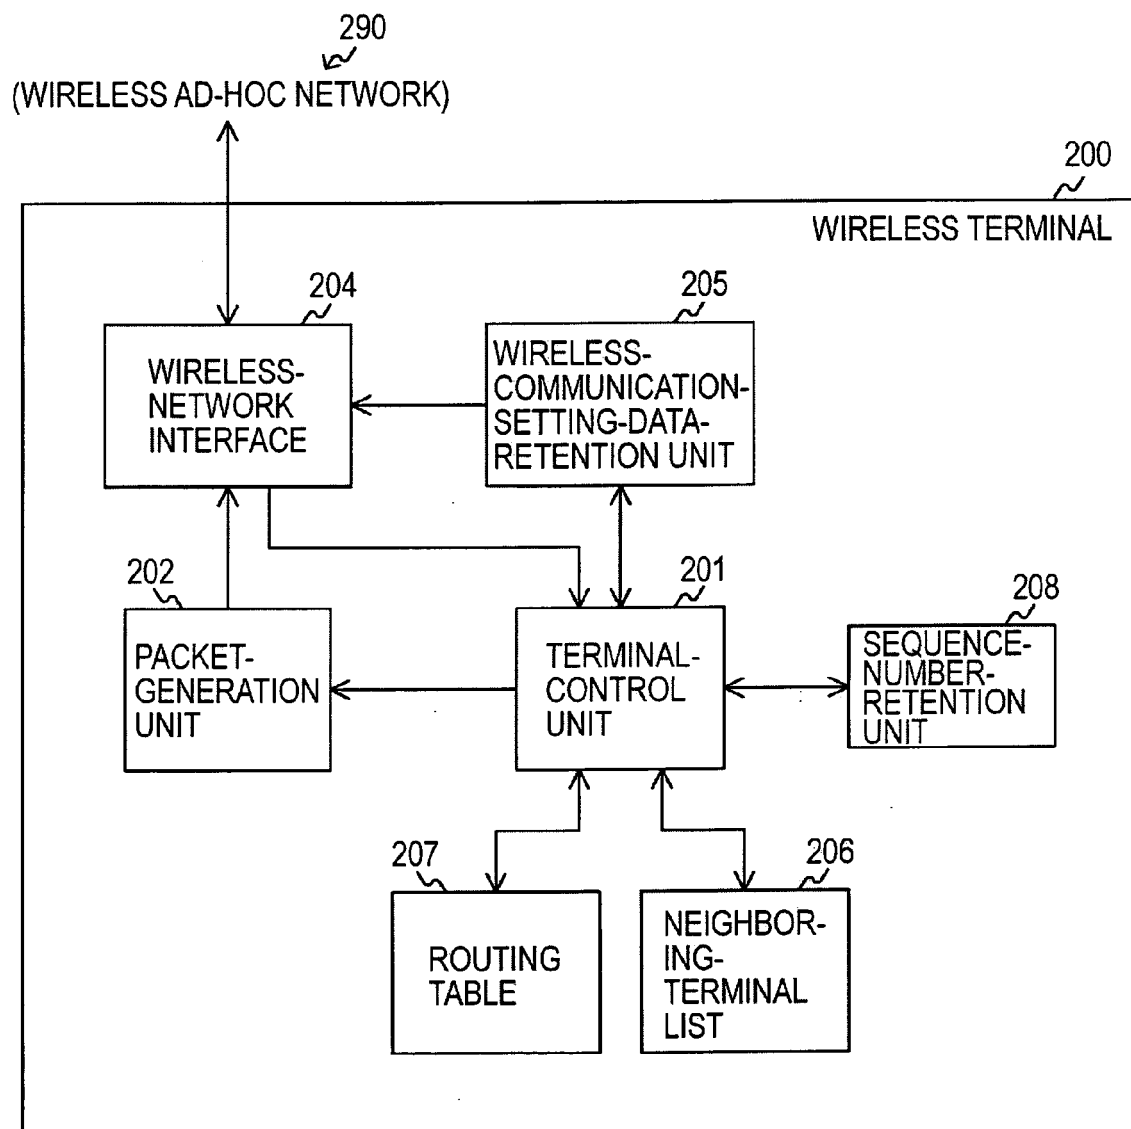 290
(WIRELESS AD-HOC NETWORK)
200
WIRELESS TERMINAL
204
WIRELESS-
NETWORK
INTERFACE
205
WIRELESS-
COMMUNICATION-
SETTING-DATA-
RETENTION UNIT
202
PACKET-
GENERATION
UNIT
201
TERMINAL-
CONTROL
UNIT
208
SEQUENCE-
NUMBER-
RETENTION
UNIT
207
ROUTING
TABLE
206
NEIGHBOR-
ING-
TERMINAL
LIST